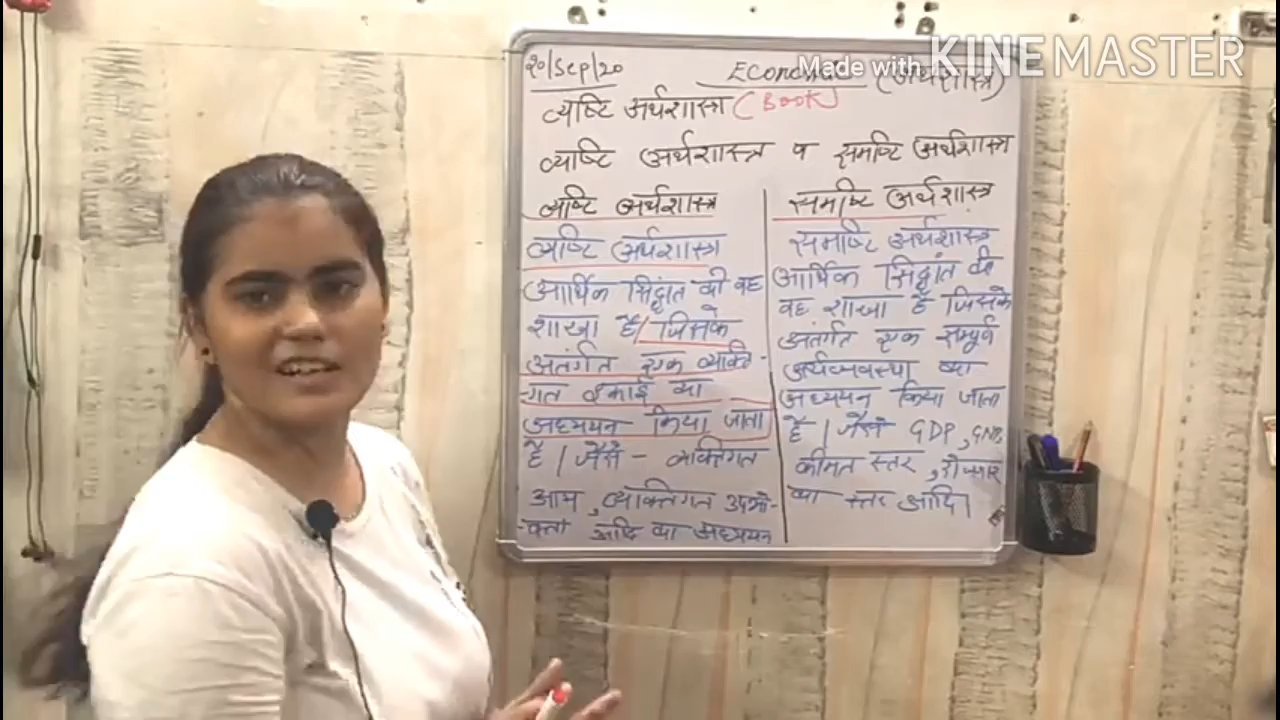 Made with KINEMASTER
20/Sep/20 Economics (अर्थशास्त्र)
व्यष्टि अर्थशास्त्र (Book)
व्यष्टि अर्थशास्त्र व समष्टि अर्थशास्त्र
व्यष्टि अर्थशास्त्र
व्यष्टि अर्थशास्त्र
आर्थिक सिद्धांत की वह
शाखा है/जिसके
अंतर्गत एक व्यक्ति-
-गत इकाई का
अध्ययन किया जाता
है। जैसे - व्यक्तिगत
आय, व्यक्तिगत उपभो-
-क्ता आदि का अध्ययन
समष्टि अर्थशास्त्र
समष्टि अर्थशास्त्र
आर्थिक सिद्धांत की
वह शाखा है जिसके
अंतर्गत एक सम्पूर्ण
अर्थव्यवस्था का
अध्ययन किया जाता
है। जैसे GDP, GNP
कीमत स्तर, रोजगार
का स्तर आदि।